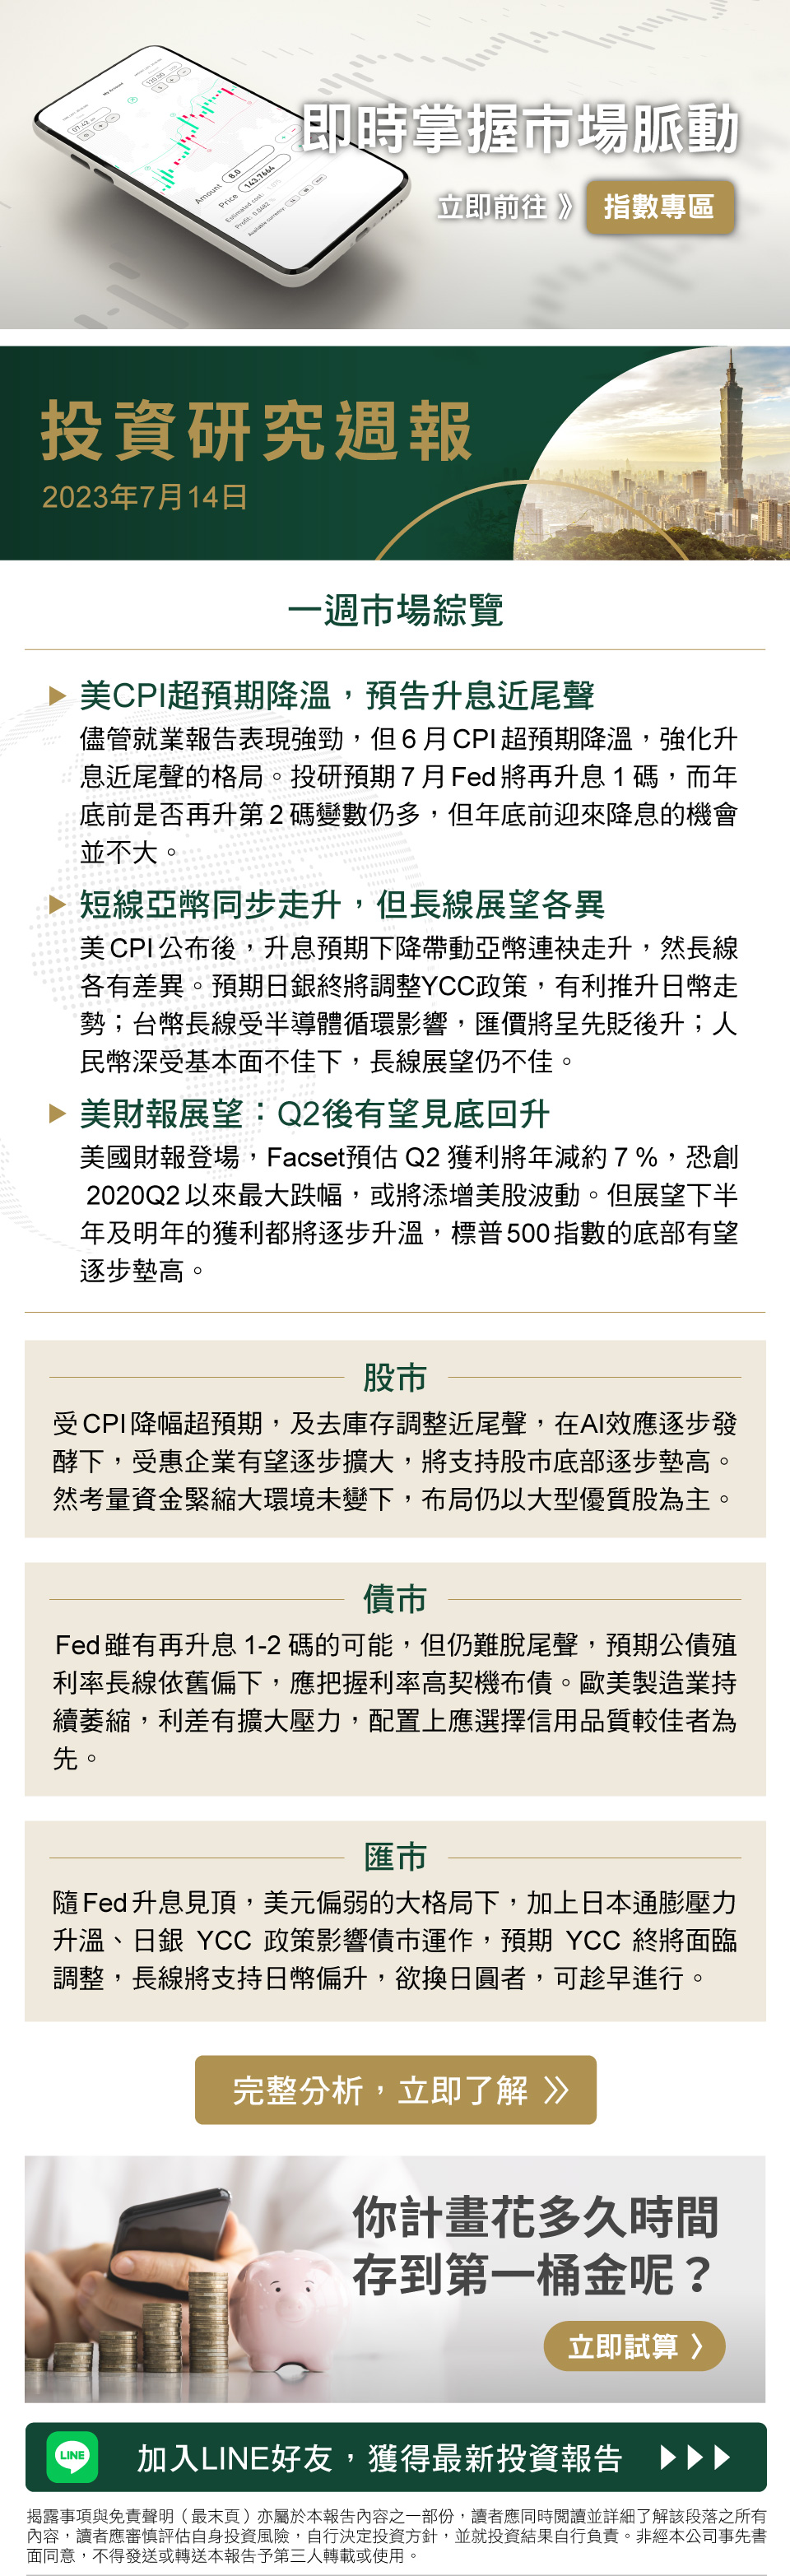 My Account
07:42
120.00
Amount
8.0
Price
143.7664
Estimated cost:
Profit: 0.0482 %
Available currency
即時掌握市場脈動
立即前往 》 指數專區
投資研究週報
2023年7月14日
一週市場綜覽
美CPI超預期降溫，預告升息近尾聲
儘管就業報告表現強勁，但 6 月 CPI 超預期降溫，強化升
息近尾聲的格局。投研預期 7 月 Fed 將再升息 1 碼，而年
底前是否再升第 2 碼變數仍多，但年底前迎來降息的機會
並不大。
短線亞幣同步走升，但長線展望各異
美 CPI 公布後，升息預期下降帶動亞幣連袂走升，然長線
各有差異。預期日銀終將調整YCC政策，有利推升日幣走
勢；台幣長線受半導體循環影響，匯價將呈先貶後升；人
民幣深受基本面不佳下，長線展望仍不佳。
美財報展望：Q2後有望見底回升
美國財報登場，Facset預估 Q2 獲利將年減約 7 %，恐創
2020Q2 以來最大跌幅，或將添增美股波動。但展望下半
年及明年的獲利都將逐步升溫，標普 500 指數的底部有望
逐步墊高。
股市
受 CPI 降幅超預期，及去庫存調整近尾聲，在AI效應逐步發
酵下，受惠企業有望逐步擴大，將支持股市底部逐步墊高。
然考量資金緊縮大環境未變下，布局仍以大型優質股為主。
債市
Fed 雖有再升息 1-2 碼的可能，但仍難脫尾聲，預期公債殖
利率長線依舊偏下，應把握利率高契機布債。歐美製造業持
續萎縮，利差有擴大壓力，配置上應選擇信用品質較佳者為
先。
匯市
隨 Fed 升息見頂，美元偏弱的大格局下，加上日本通膨壓力
升溫、日銀 YCC 政策影響債市運作，預期 YCC 終將面臨
調整，長線將支持日幣偏升，欲換日圓者，可趁早進行。
完整分析，立即了解 》
你計畫花多久時間
存到第一桶金呢？
立即試算 〉
LINE 加入LINE好友，獲得最新投資報告
揭露事項與免責聲明（最末頁）亦屬於本報告內容之一部份，讀者應同時閱讀並詳細了解該段落之所有
內容，讀者應審慎評估自身投資風險，自行決定投資方針，並就投資結果自行負責。非經本公司事先書
面同意，不得發送或轉送本報告予第三人轉載或使用。